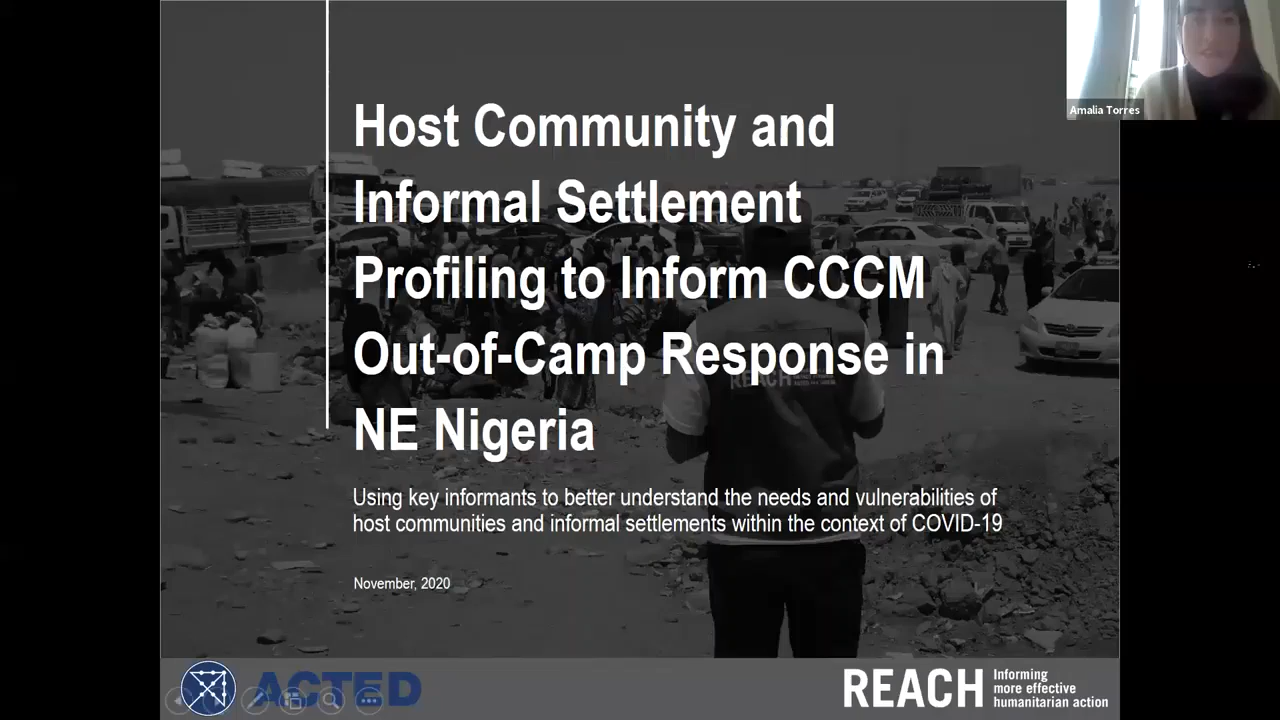 Amalia Torres
Host Community and
Informal Settlement
Profiling to Inform CCCM
Out-of-Camp Response in
NE Nigeria
REACH
Using key informants to better understand the needs and vulnerabilities of
host communities and informal settlements within the context of COVID-19
November, 2020
ACTED
REACH
Informing
more effective
humanitarian action